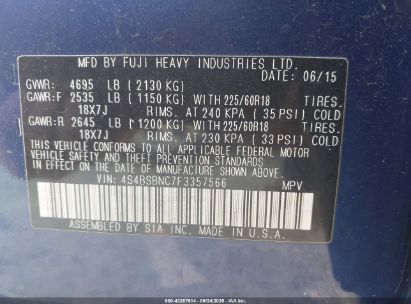 MFD BY FUJI HEAVY INDUSTRIES LTD.
DATE: 06/15
GVWR: 4695 LB (2130 KG)
GAWR:F 2535 LB (1150 KG) WITH 225/60R18 TIRES.
18X7J RIMS. AT 240 KPA (35 PSI) COLD
GAWR:R 2645 LB (1200 KG) WITH 225/60R18 TIRES.
18X7J RIMS. AT 230 KPA (33 PSI) COLD
THIS VEHICLE CONFORMS TO ALL APPLICABLE FEDERAL MOTOR
VEHICLE SAFETY, BUMPER, AND THEFT PREVENTION STANDARDS
IN EFFECT ON THE DATE OF MANUFACTURE SHOWN ABOVE.
VIN: 4S4BSBNC7F3357566 MPV
ASSEMBLED BY SIA INC. MADE IN U.S.A.